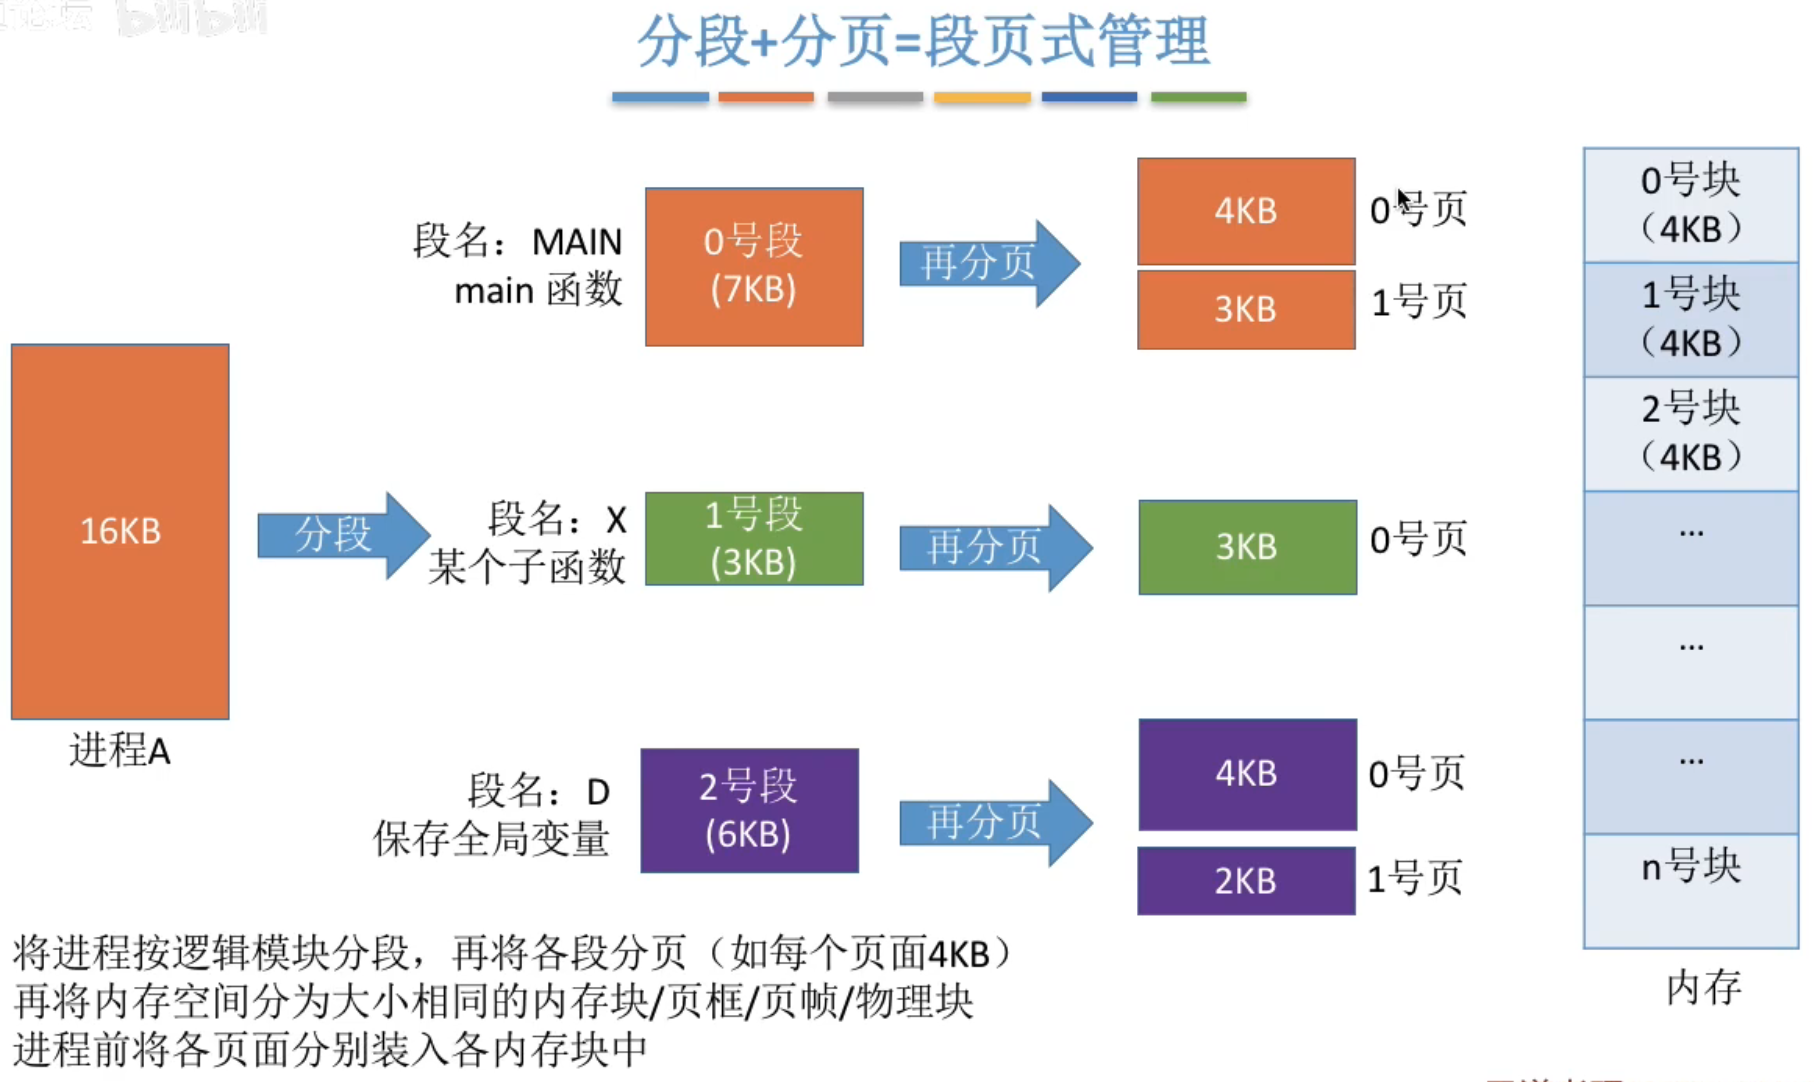 bilibili
分段+分页=段页式管理
段名：MAIN
main 函数
0号段
(7KB)
再分页
4KB
0号页
3KB
1号页
16KB
进程A
分段
段名：X
某个子函数
1号段
(3KB)
再分页
3KB
0号页
段名：D
保存全局变量
2号段
(6KB)
再分页
4KB
0号页
2KB
1号页
0号块
（4KB）
1号块
（4KB）
2号块
（4KB）
...
...
...
n号块
内存
将进程按逻辑模块分段，再将各段分页（如每个页面4KB）
再将内存空间分为大小相同的内存块/页框/页帧/物理块
进程前将各页面分别装入各内存块中